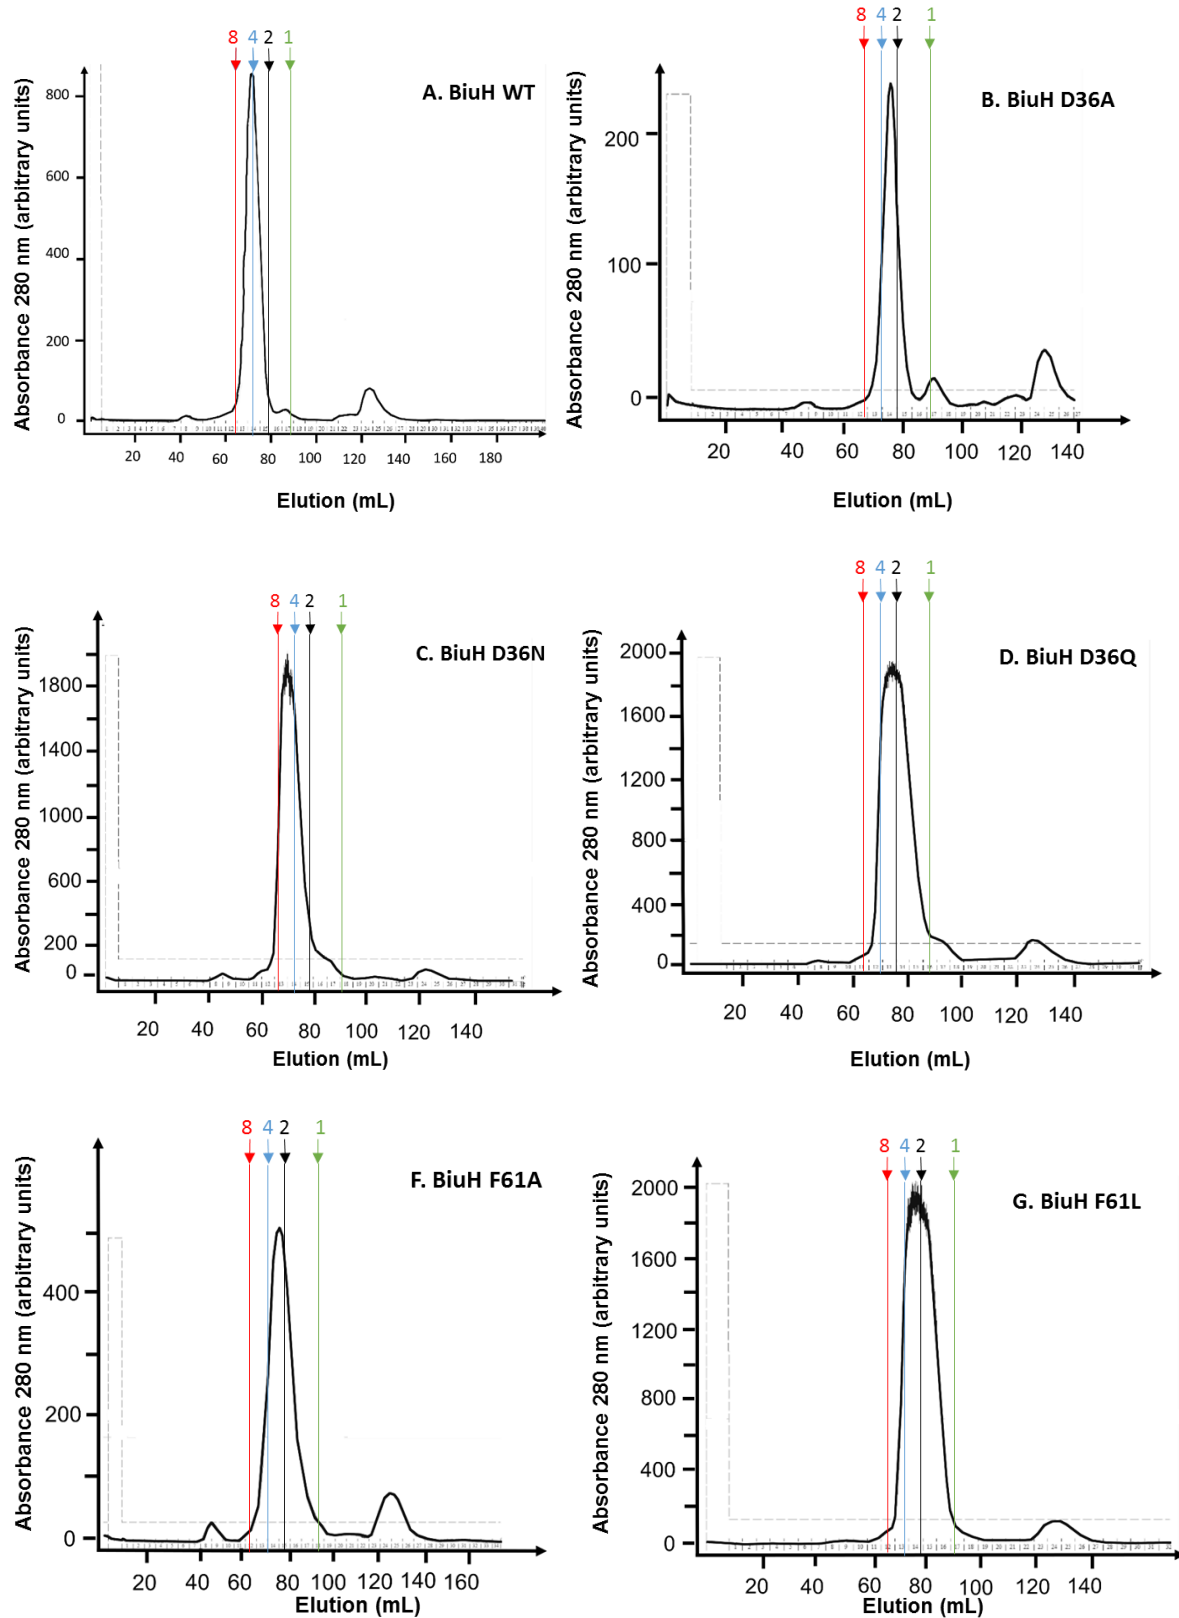 8 4 2 1
A. BiuH WT
Absorbance 280 nm (arbitrary units)
800
600
400
200
0
20 40 60 80 100 120 140 160 180
Elution (mL)
8 4 2 1
B. BiuH D36A
Absorbance 280 nm (arbitrary units)
200
100
0
20 40 60 80 100 120 140
Elution (mL)
8 4 2 1
C. BiuH D36N
Absorbance 280 nm (arbitrary units)
1800
1400
1000
600
200
0
20 40 60 80 100 120 140
Elution (mL)
8 4 2 1
D. BiuH D36Q
Absorbance 280 nm (arbitrary units)
2000
1600
1200
800
400
0
20 40 60 80 100 120 140
Elution (mL)
8 4 2 1
F. BiuH F61A
Absorbance 280 nm (arbitrary units)
400
200
0
20 40 60 80 100 120 140 160
Elution (mL)
8 4 2 1
G. BiuH F61L
Absorbance 280 nm (arbitrary units)
2000
1600
1200
800
400
0
20 40 60 80 100 120 140
Elution (mL)